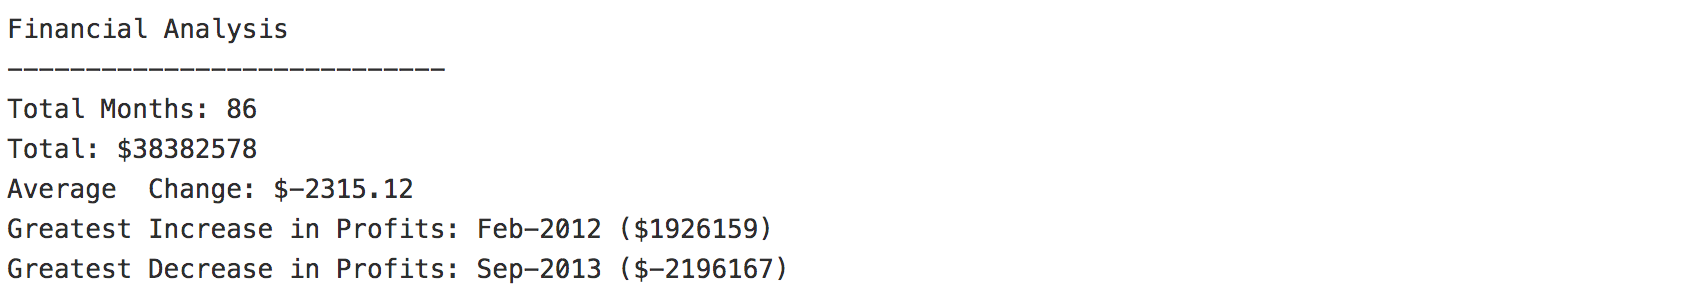 Financial Analysis
----------------------------
Total Months: 86
Total: $38382578
Average  Change: $-2315.12
Greatest Increase in Profits: Feb-2012 ($1926159)
Greatest Decrease in Profits: Sep-2013 ($-2196167)